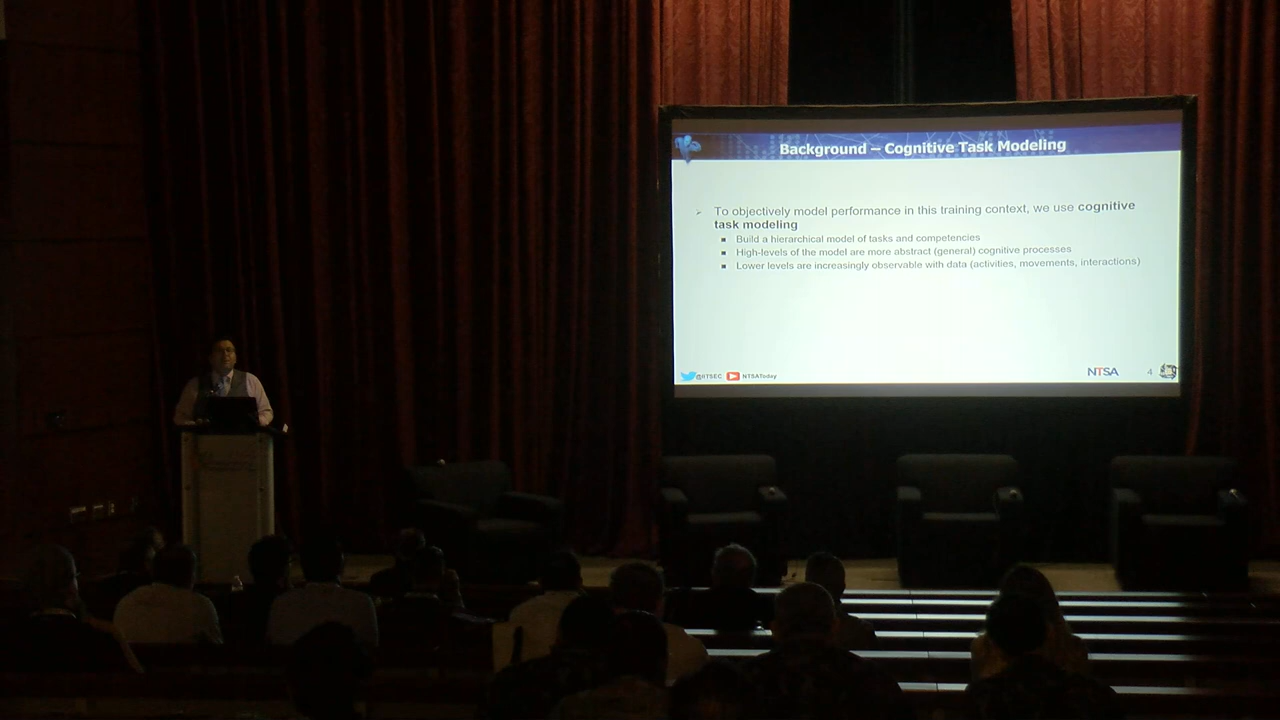 Background – Cognitive Task Modeling
To objectively model performance in this training context, we use cognitive
task modeling
Build a hierarchical model of tasks and competencies
High-levels of the model are more abstract (general) cognitive processes
Lower levels are increasingly observable with data (activities, movements, interactions)
@IITSEC NTSAToday NTSA 4